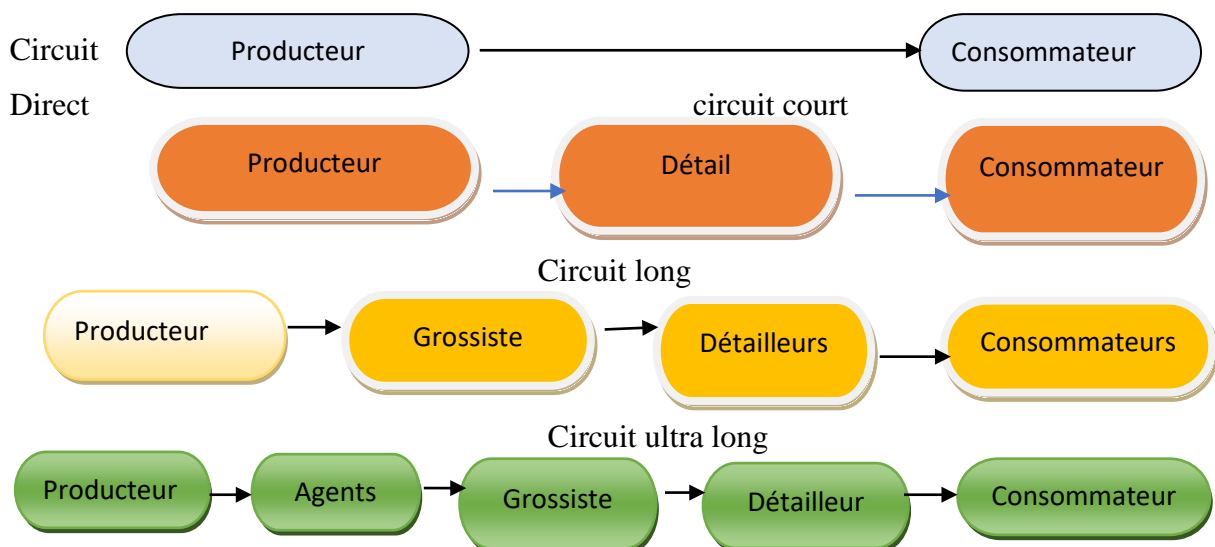 Circuit Producteur Consommateur
Direct circuit court
Producteur Détail Consommateur
Circuit long
Producteur Grossiste Détailleurs Consommateurs
Circuit ultra long
Producteur Agents Grossiste Détailleur Consommateur